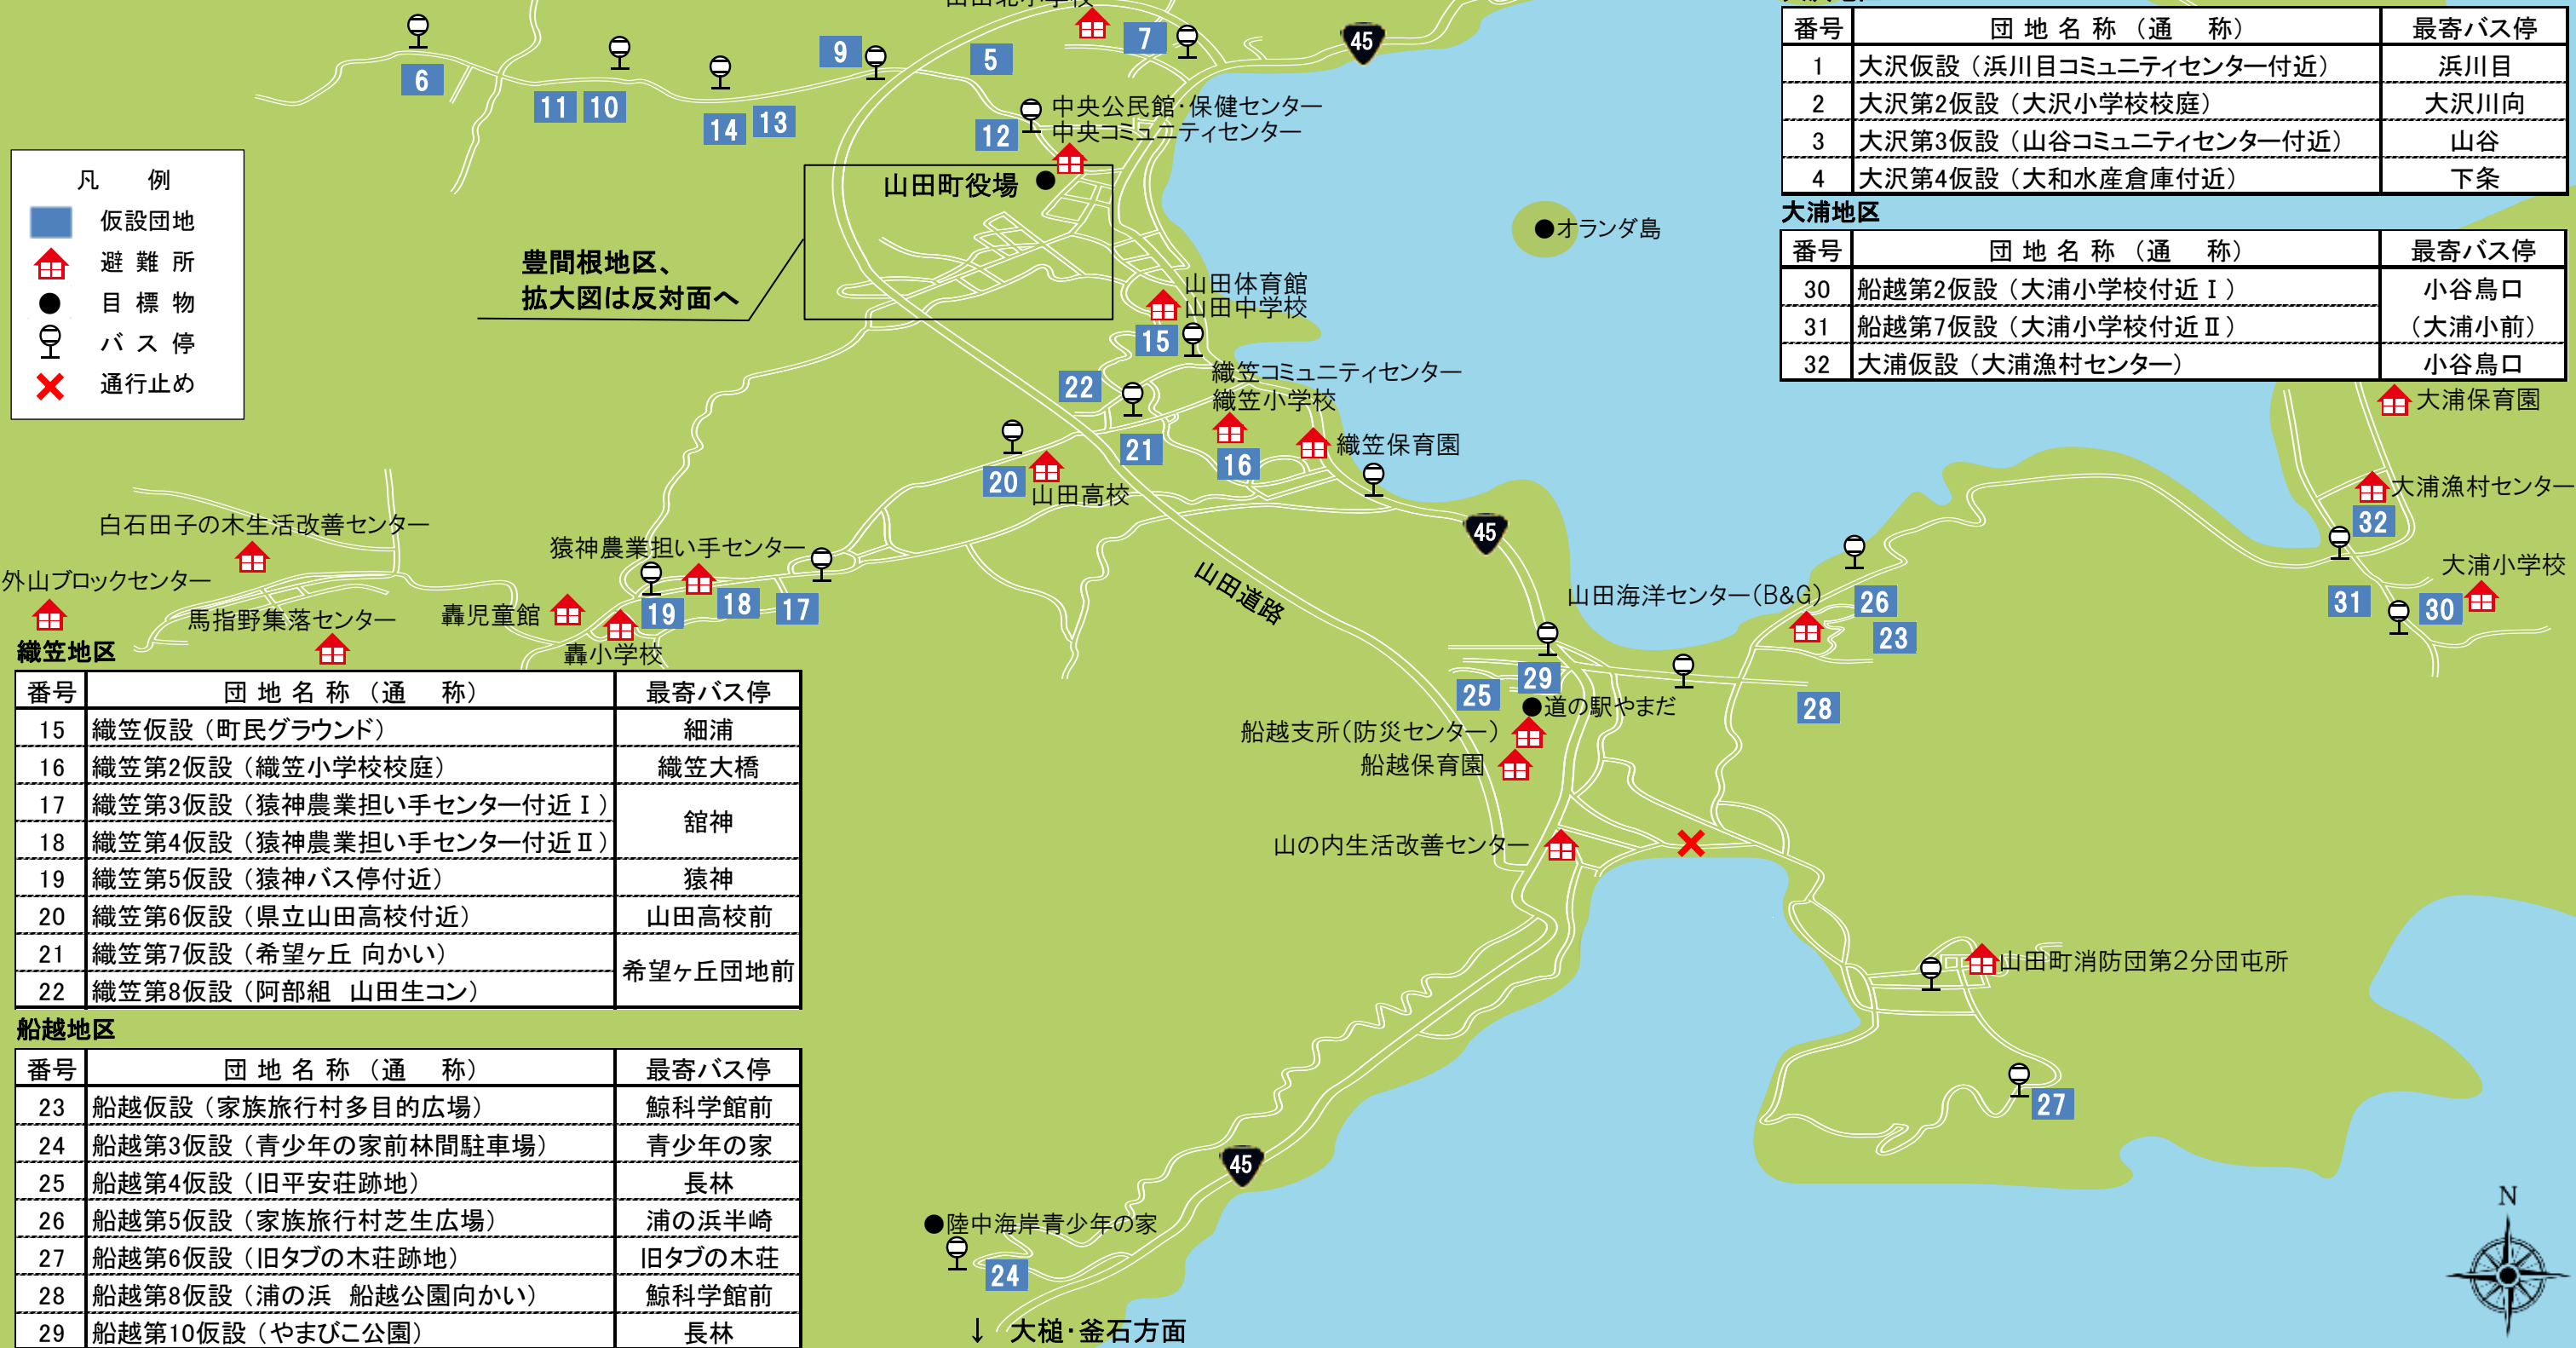 6
11
10
14
13
9
5
7
12
45
中央公民館・保健センター
中央コミュニティセンター
山田町役場
豊間根地区、
拡大図は反対面へ
凡　例
仮設団地
避難所
目標物
バス停
通行止め
番号 団地名称（通　称） 最寄バス停
1 大沢仮設（浜川目コミュニティセンター付近） 浜川目
2 大沢第2仮設（大沢小学校校庭） 大沢川向
3 大沢第3仮設（山谷コミュニティセンター付近） 山谷
4 大沢第4仮設（大和水産倉庫付近） 下条
大浦地区
番号 団地名称（通　称） 最寄バス停
30 船越第2仮設（大浦小学校付近Ⅰ） 小谷鳥口
31 船越第7仮設（大浦小学校付近Ⅱ） （大浦小前）
32 大浦仮設（大浦漁村センター） 小谷鳥口
オランダ島
山田体育館
山田中学校
15
22
織笠コミュニティセンター
織笠小学校
21
16
織笠保育園
20
山田高校
45
山田道路
白石田子の木生活改善センター
外山ブロックセンター
馬指野集落センター
猿神農業担い手センター
轟児童館
轟小学校
19
18
17
大浦保育園
大浦漁村センター
32
大浦小学校
31
30
山田海洋センター（B&G）
26
23
29
25
28
道の駅やまだ
船越支所（防災センター）
船越保育園
山の内生活改善センター
山田町消防団第2分団屯所
27
45
陸中海岸青少年の家
24
↓ 大槌・釜石方面
N
織笠地区
番号 団地名称（通　称） 最寄バス停
15 織笠仮設（町民グラウンド） 細浦
16 織笠第2仮設（織笠小学校校庭） 織笠大橋
17 織笠第3仮設（猿神農業担い手センター付近Ⅰ） 舘神
18 織笠第4仮設（猿神農業担い手センター付近Ⅱ）
19 織笠第5仮設（猿神バス停付近） 猿神
20 織笠第6仮設（県立山田高校付近） 山田高校前
21 織笠第7仮設（希望ヶ丘 向かい） 希望ヶ丘団地前
22 織笠第8仮設（阿部組　山田生コン）
船越地区
番号 団地名称（通　称） 最寄バス停
23 船越仮設（家族旅行村多目的広場） 鯨科学館前
24 船越第3仮設（青少年の家前林間駐車場） 青少年の家
25 船越第4仮設（旧平安荘跡地） 長林
26 船越第5仮設（家族旅行村芝生広場） 浦の浜半崎
27 船越第6仮設（旧タブの木荘跡地） 旧タブの木荘
28 船越第8仮設（浦の浜　船越公園向かい） 鯨科学館前
29 船越第10仮設（やまびこ公園） 長林